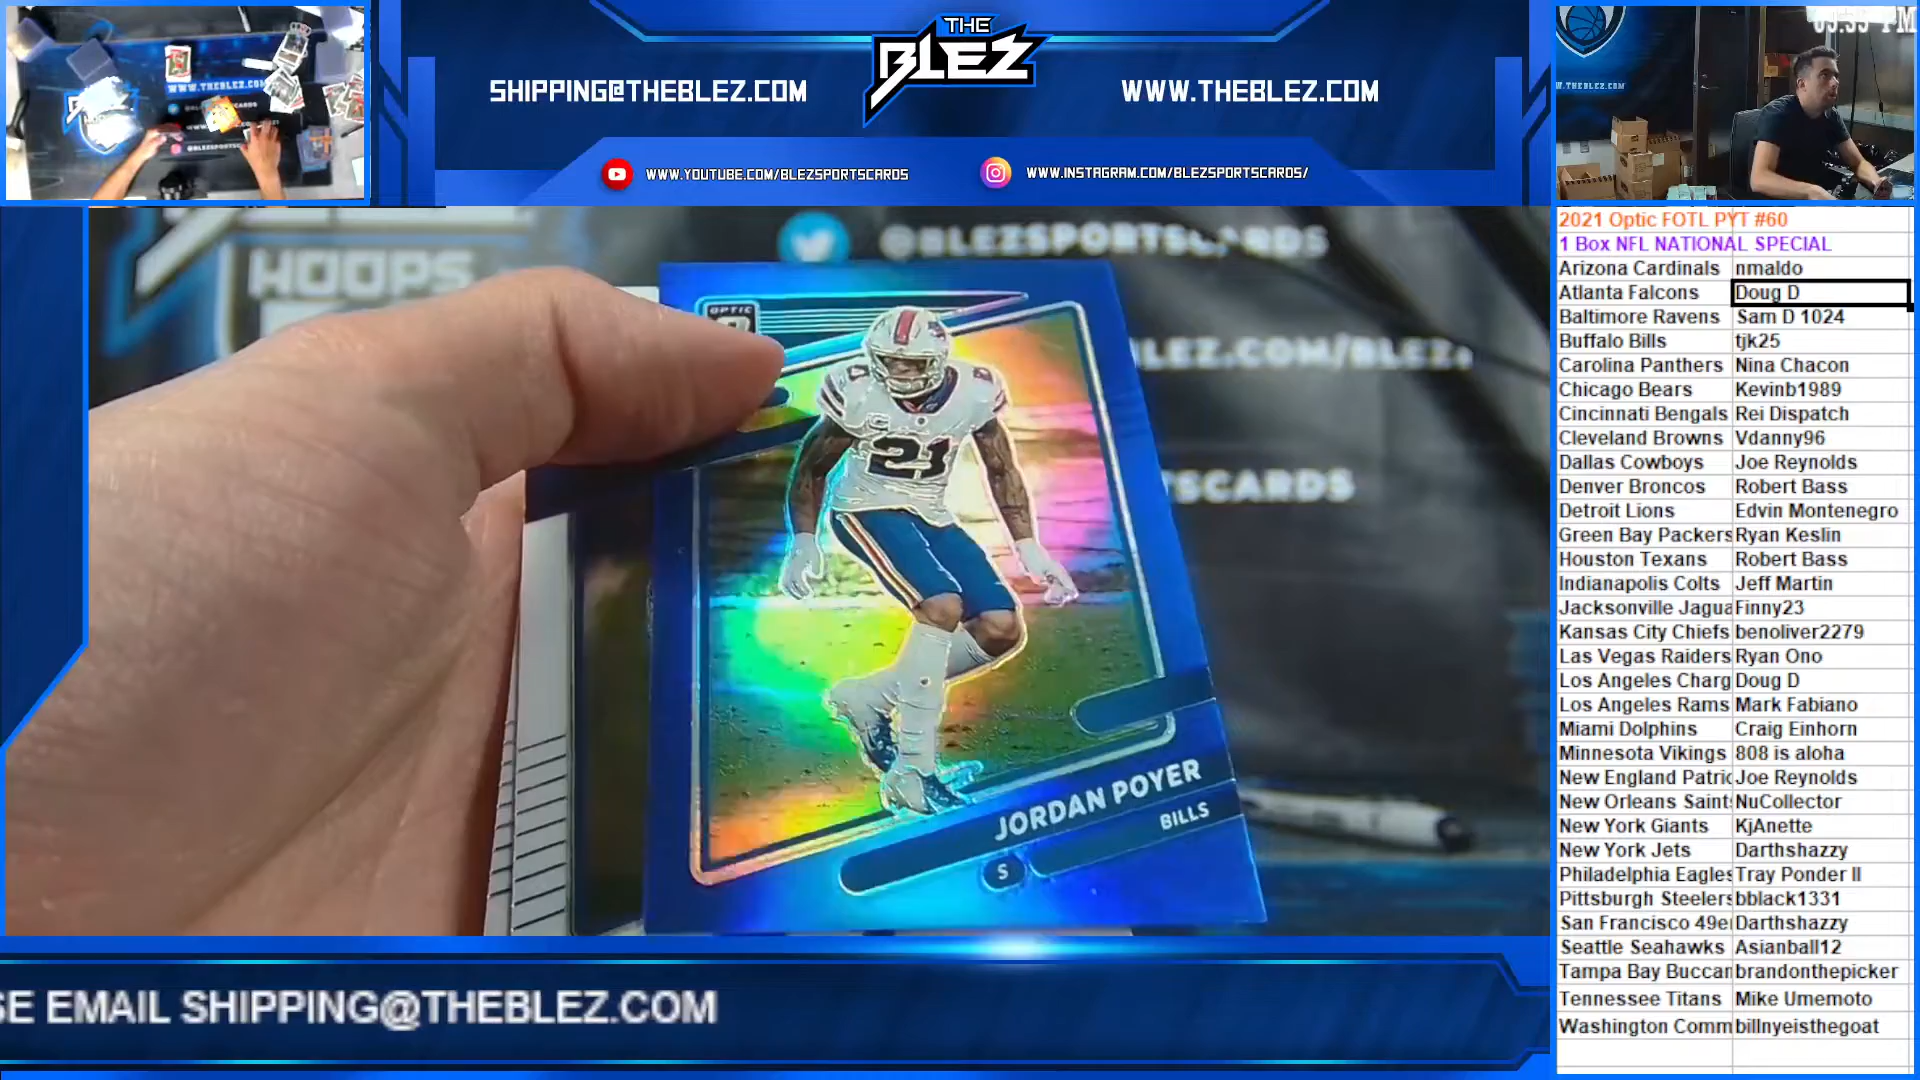 THE
BLEZ
SHIPPING@THEBLEZ.COM
WWW.THEBLEZ.COM
WWW.YOUTUBE.COM/BLEZSPORTSCARDS
WWW.INSTAGRAM.COM/BLEZSPORTSCARDS/
HOOPS
@BLEZSPORTSCARDS
LEZ.COM/BLEZ
TSCARDS
OPTIC
21
JORDAN POYER
BILLS
S
SE EMAIL SHIPPING@THEBLEZ.COM
2021 Optic FOTL PYT #60
1 Box NFL NATIONAL SPECIAL
Arizona Cardinals nmaldo
Atlanta Falcons Doug D
Baltimore Ravens Sam D 1024
Buffalo Bills tjk25
Carolina Panthers Nina Chacon
Chicago Bears Kevinb1989
Cincinnati Bengals Rei Dispatch
Cleveland Browns Vdanny96
Dallas Cowboys Joe Reynolds
Denver Broncos Robert Bass
Detroit Lions Edvin Montenegro
Green Bay Packers Ryan Keslin
Houston Texans Robert Bass
Indianapolis Colts Jeff Martin
Jacksonville Jagua Finny23
Kansas City Chiefs benoliver2279
Las Vegas Raiders Ryan Ono
Los Angeles Charg Doug D
Los Angeles Rams Mark Fabiano
Miami Dolphins Craig Einhorn
Minnesota Vikings 808 is aloha
New England Patric Joe Reynolds
New Orleans Saint NuCollector
New York Giants KjAnette
New York Jets Darthshazzy
Philadelphia Eagles Tray Ponder II
Pittsburgh Steelers bblack1331
San Francisco 49e Darthshazzy
Seattle Seahawks Asianball12
Tampa Bay Buccan brandonthepicker
Tennessee Titans Mike Umemoto
Washington Comm billnyeisthegoat